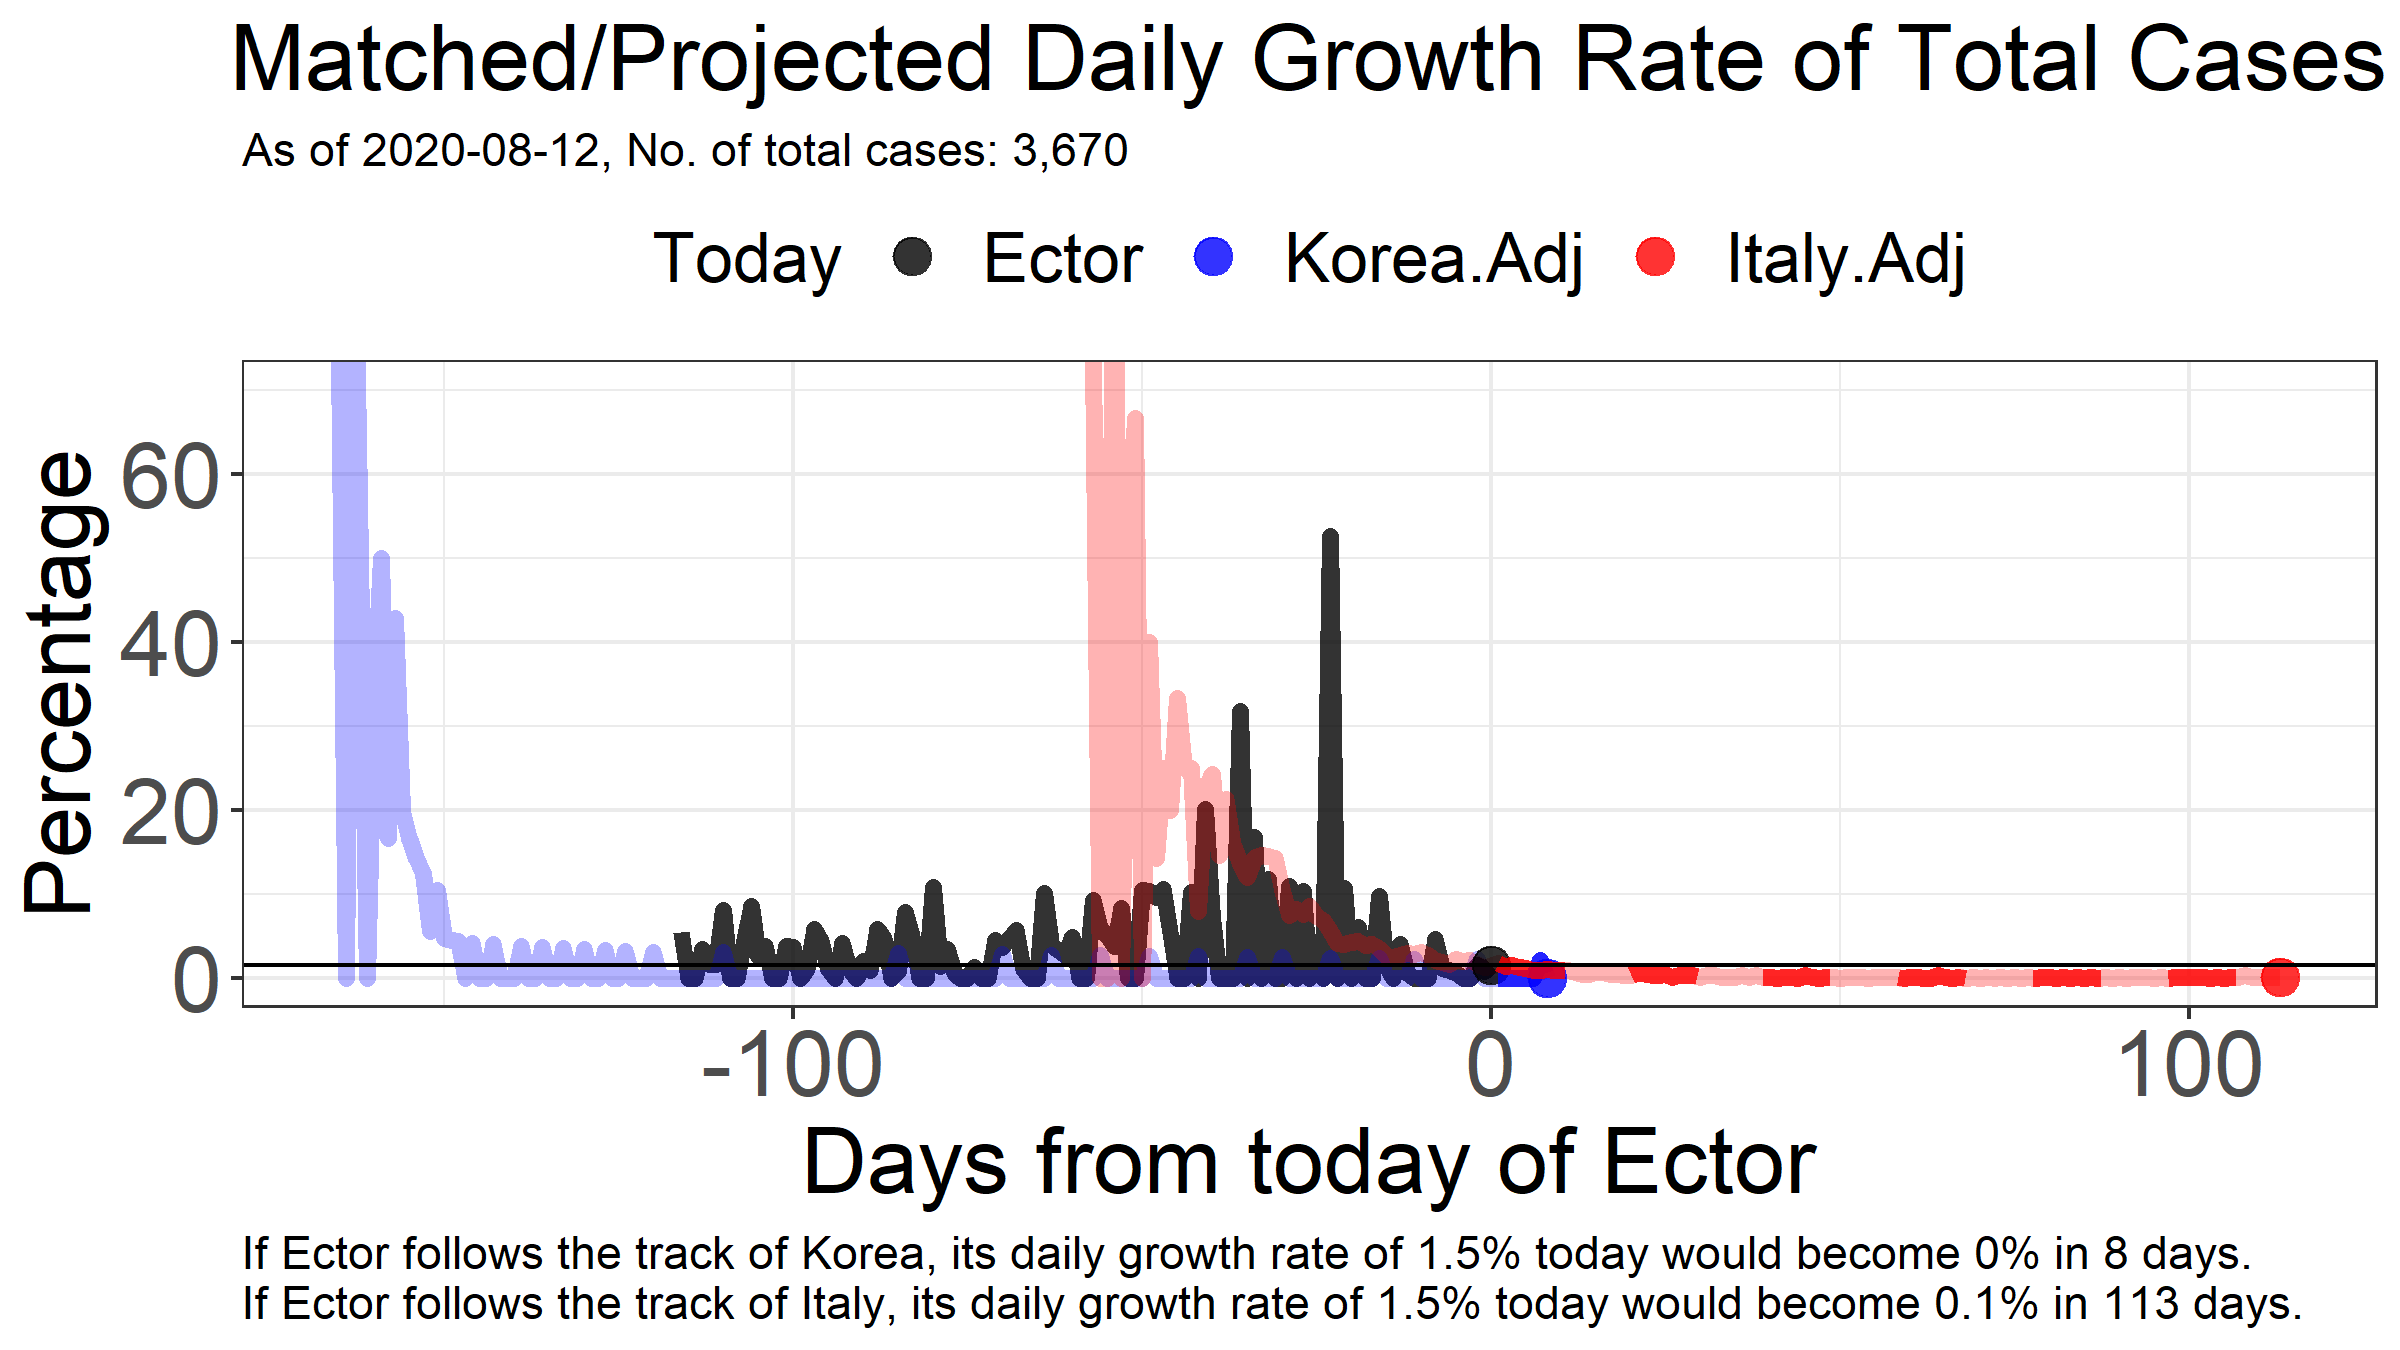 Matched/Projected Daily Growth Rate of Total Cases
As of 2020-08-12, No. of total cases: 3,670
Today Ector Korea.Adj Italy.Adj
Percentage
60
40
20
0
-100 0 100
Days from today of Ector
If Ector follows the track of Korea, its daily growth rate of 1.5% today would become 0% in 8 days.
If Ector follows the track of Italy, its daily growth rate of 1.5% today would become 0.1% in 113 days.